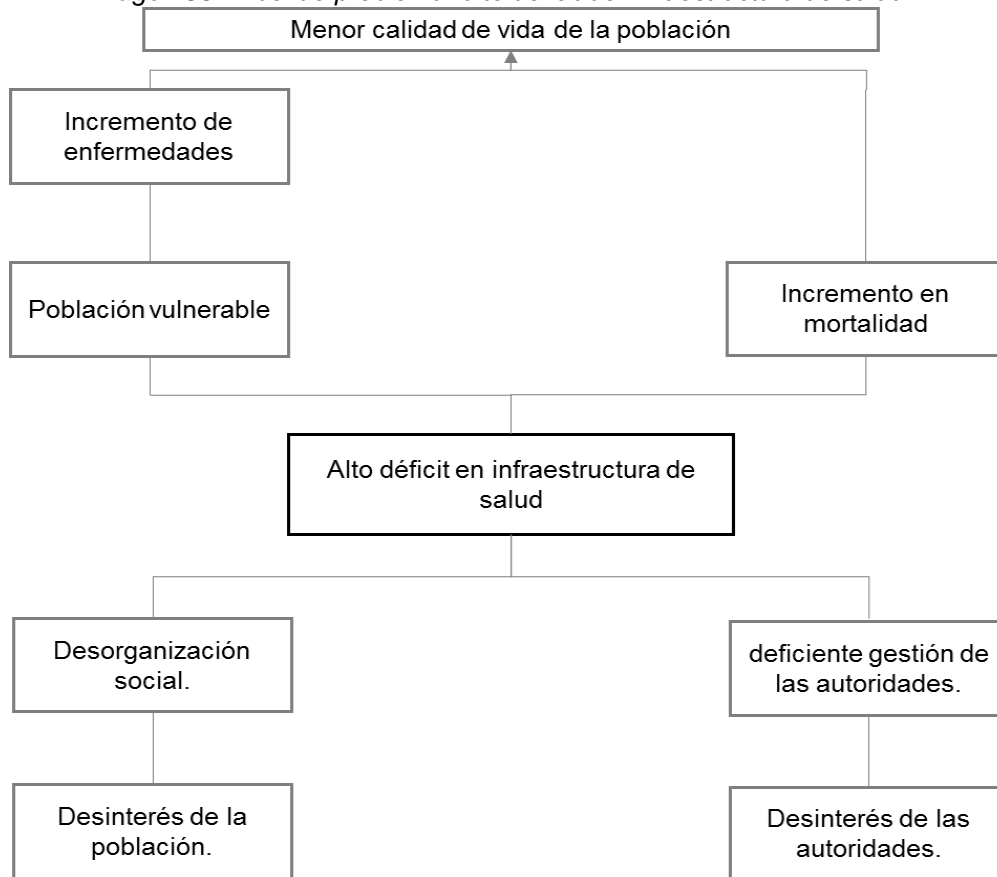 Menor calidad de vida de la población
Incremento de
enfermedades
Población vulnerable
Incremento en
mortalidad
Alto déficit en infraestructura de
salud
Desorganización
social.
deficiente gestión de
las autoridades.
Desinterés de la
población.
Desinterés de las
autoridades.